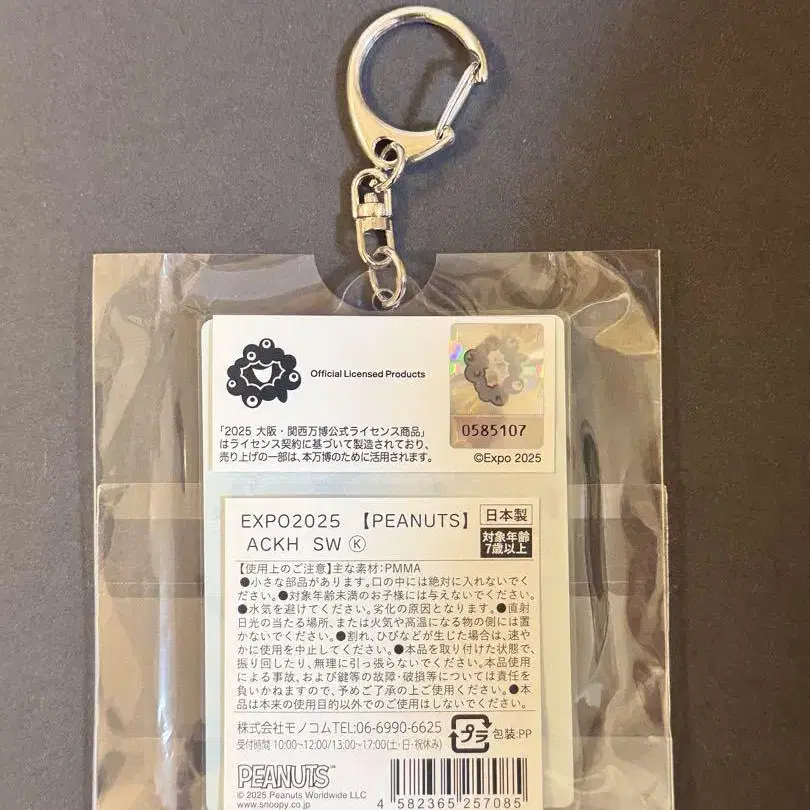 Official Licensed Products
0585107
「2025 大阪・関西万博公式ライセンス商品」
はライセンス契約に基づいて製造されており、
売り上げの一部は、本万博のために活用されます。
©Expo 2025
EXPO2025 【PEANUTS】
日本製
ACKH SW Ⓚ
対象年齢
7歳以上
【使用上のご注意】主な素材:PMMA
●小さな部品があります。口の中には絶対に入れないでく
ださい。●対象年齢未満のお子様には与えないでください。
●水気を避けてください。劣化の原因となります。●直射
日光の当たる場所、または火気や高温になる物の側には置
かないでください。●割れ、ひびなどが生じた場合は、速や
かに使用を中止してください。●本品を取り付けた状態で、
振り回したり、無理に引っ張らないでください。本品使用
による事故、および鍵等の故障・破損等については責任を
負いかねますので、予めご了承の上ご使用ください。●本
品は本来の使用目的以外でのご使用はしないでください。
株式会社モノコムTEL:06-6990-6625
受付時間 10:00~12:00/13:00~17:00(土・日・祝休み)
プラ
包装:PP
PEANUTS™
© 2025 Peanuts Worldwide LLC
www.snoopy.co.jp
4 582365 257085